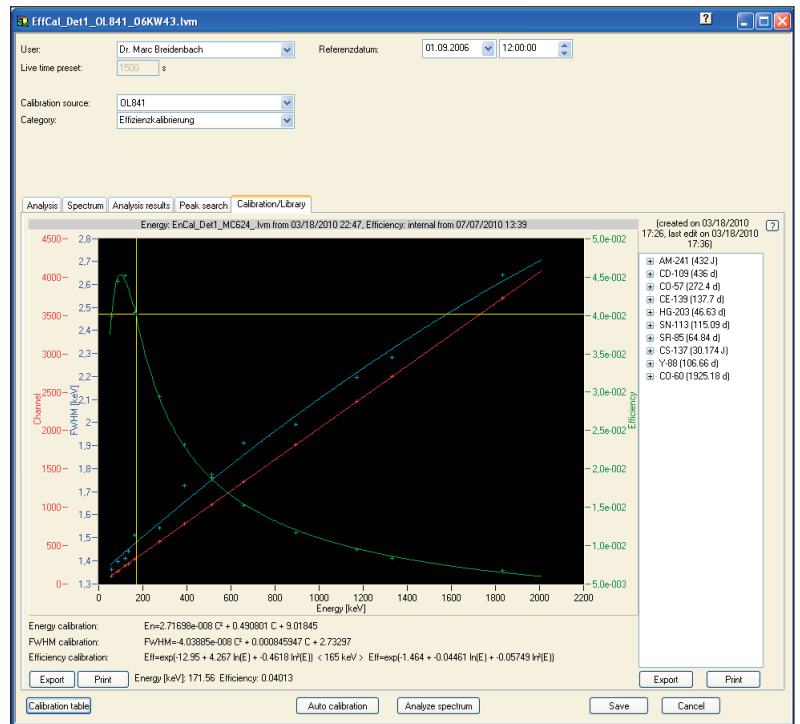 EffCal_Det1_OL841_06KW43.lvm
?
User:
Dr. Marc Breidenbach
Referenzdatum:
01.09.2006
12:00:00
Live time preset:
1500 s
Calibration source:
OL841
Category:
Effizienzkalibrierung
Analysis
Spectrum
Analysis results
Peak search
Calibration/Library
Energy: EnCal_Det1_MC624_.lvm from 03/18/2010 22:47, Efficiency: internal from 07/07/2010 13:39
(created on 03/18/2010
17:26, last edit on 03/18/2010
17:36)
?
4500
4000
3500
3000
2500
2000
1500
1000
500
0
Channel
2,8
2,7
2,6
2,5
2,4
2,3
2,2
2,1
2
1,9
1,8
1,7
1,6
1,5
1,4
1,3
FWHM [keV]
5,0e-002
4,5e-002
4,0e-002
3,5e-002
3,0e-002
2,5e-002
2,0e-002
1,5e-002
1,0e-002
5,0e-003
Efficiency
0
200
400
600
800
1000
1200
1400
1600
1800
2000
2200
Energy [keV]
AM-241 (432 J)
CD-109 (436 d)
CO-57 (272.4 d)
CE-139 (137.7 d)
HG-203 (46.63 d)
SN-113 (115.09 d)
SR-85 (64.84 d)
CS-137 (30.174 J)
Y-88 (106.66 d)
CO-60 (1925.18 d)
Energy calibration: En=2.71698e-008 C² + 0.490801 C + 9.01845
FWHM calibration: FWHM=-4.03885e-008 C² + 0.000845947 C + 2.73297
Efficiency calibration: Eff=exp(-12.95 + 4.267 ln(E) + -0.4618 ln²(E)) < 165 keV > Eff=exp(-1.464 + -0.04461 ln(E) + -0.05749 ln²(E))
Export
Print
Energy [keV]: 171.56 Efficiency: 0.04013
Export
Print
Calibration table
Auto calibration
Analyze spectrum
Save
Cancel